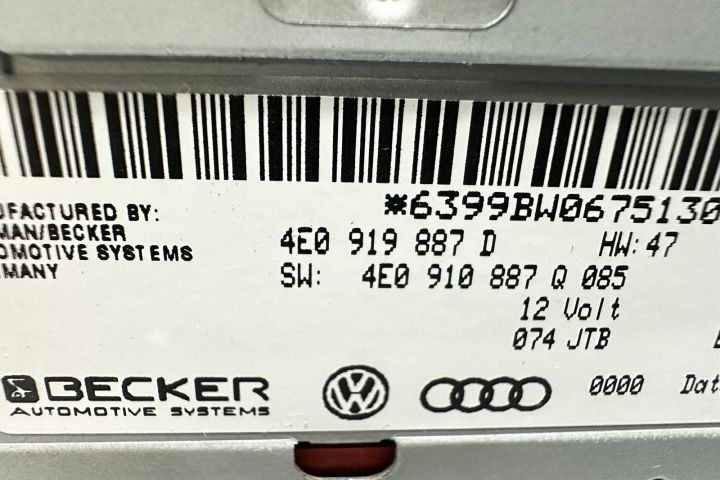 *6399BW0675130
UFACTURED BY:
MAN/BECKER
OMOTIVE SYSTEMS
MANY
4E0 919 887 D HW: 47
SW: 4E0 910 887 Q 085
12 Volt
074 JTB
BECKER
AUTOMOTIVE SYSTEMS
0000 Dat